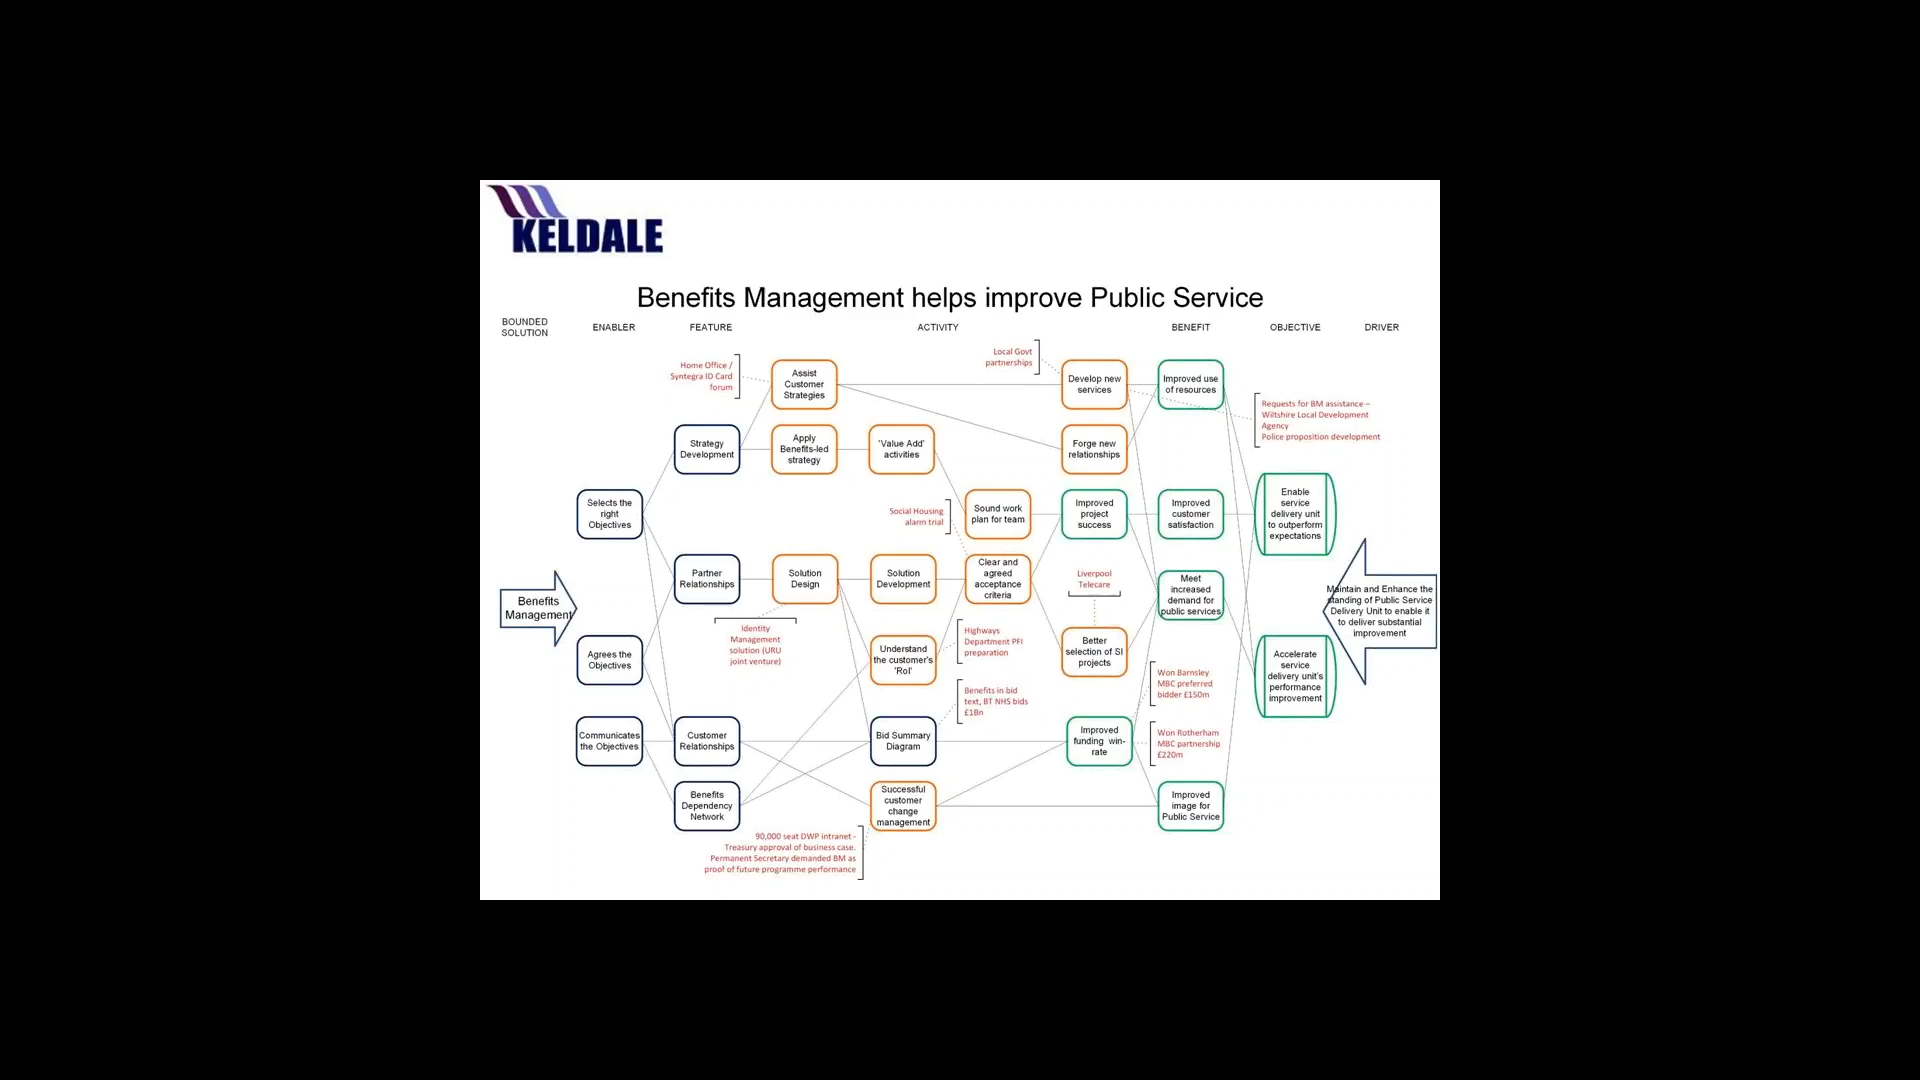 KELDALE
Benefits Management helps improve Public Service
BOUNDED
SOLUTION
ENABLER
FEATURE
ACTIVITY
BENEFIT
OBJECTIVE
DRIVER
Home Office /
Syntegra ID Card
forum
Assist
Customer
Strategies
Local Govt
partnerships
Develop new
services
Improved use
of resources
Requests for BM assistance –
Wiltshire Local Development
Agency
Police proposition development
Strategy
Development
Apply
Benefits-led
strategy
'Value Add'
activities
Forge new
relationships
Selects the
right
Objectives
Social Housing
alarm trial
Sound work
plan for team
Improved
project
success
Improved
customer
satisfaction
Enable
service
delivery unit
to outperform
expectations
Partner
Relationships
Solution
Design
Solution
Development
Clear and
agreed
acceptance
criteria
Liverpool
Telecare
Meet
increased
demand for
public services
Benefits
Management
Maintain and Enhance the
standing of Public Service
Delivery Unit to enable it
to deliver substantial
improvement
Identity
Management
solution (URU
joint venture)
Agrees the
Objectives
Understand
the customer's
'RoI'
Highways
Department PFI
preparation
Better
selection of SI
projects
Accelerate
service
delivery unit's
performance
improvement
Won Barnsley
MBC preferred
bidder £150m
Benefits in bid
text, BT NHS bids
£1Bn
Communicates
the Objectives
Customer
Relationships
Bid Summary
Diagram
Improved
funding win-
rate
Won Rotherham
MBC partnership
£220m
Benefits
Dependency
Network
Successful
customer
change
management
Improved
image for
Public Service
90,000 seat DWP intranet -
Treasury approval of business case.
Permanent Secretary demanded BM as
proof of future programme performance